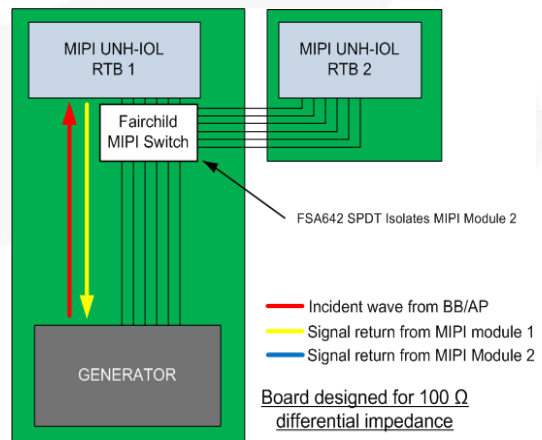 MIPI UNH-IOL
RTB 1
MIPI UNH-IOL
RTB 2
Fairchild
MIPI Switch
FSA642 SPDT Isolates MIPI Module 2
Incident wave from BB/AP
Signal return from MIPI module 1
Signal return from MIPI Module 2
GENERATOR
Board designed for 100 Ω
differential impedance